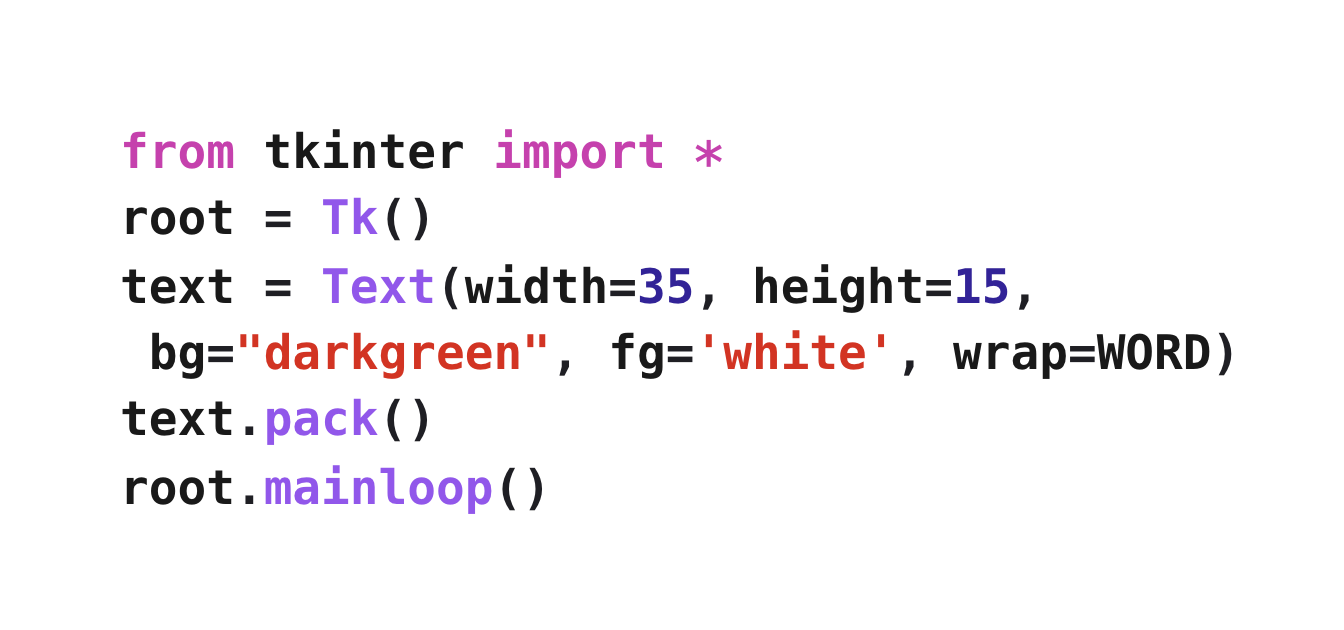 from tkinter import *
root = Tk()
text = Text(width=35, height=15,
 bg="darkgreen", fg='white', wrap=WORD)
text.pack()
root.mainloop()